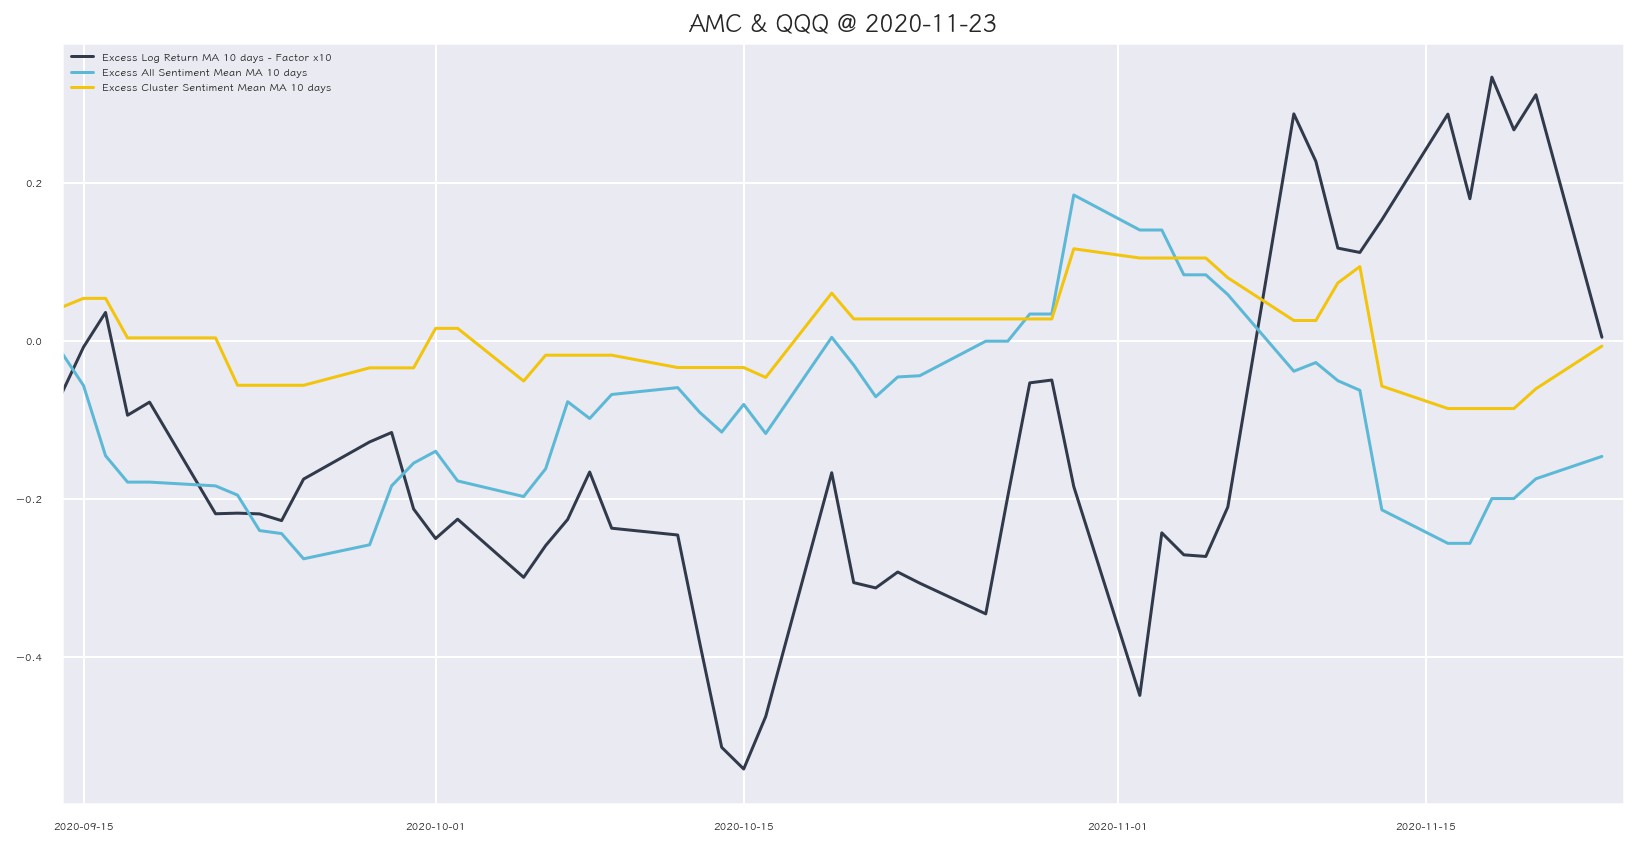 AMC & QQQ @ 2020-11-23
Excess Log Return MA 10 days - Factor x10
Excess All Sentiment Mean MA 10 days
Excess Cluster Sentiment Mean MA 10 days
0.2
0.0
−0.2
−0.4
2020-09-15 2020-10-01 2020-10-15 2020-11-01 2020-11-15